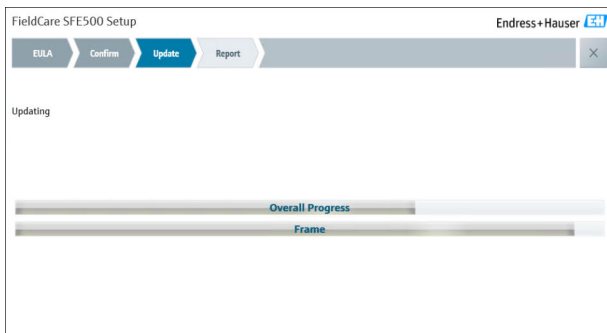 FieldCare SFE500 Setup
Endress+Hauser EH
EULA
Confirm
Update
Report
Updating
Overall Progress
Frame